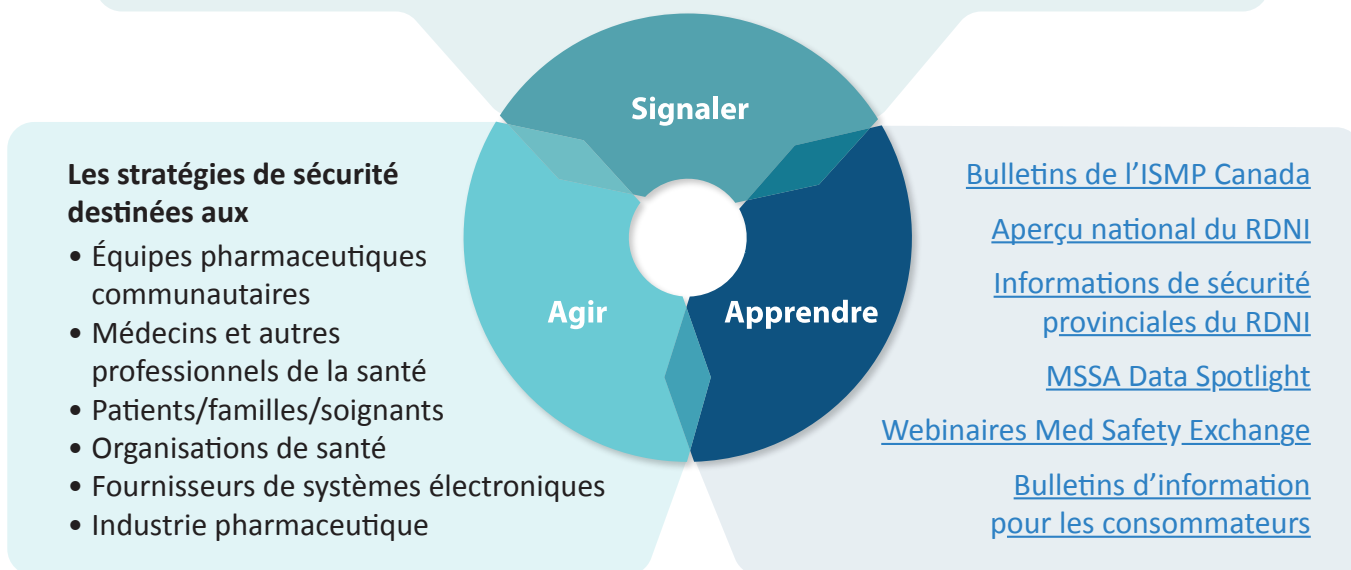 Signaler
Les stratégies de sécurité
destinées aux
• Équipes pharmaceutiques
communautaires
• Médecins et autres
professionnels de la santé
• Patients/familles/soignants
• Organisations de santé
• Fournisseurs de systèmes électroniques
• Industrie pharmaceutique
Agir
Apprendre
Bulletins de l’ISMP Canada
Aperçu national du RDNI
Informations de sécurité
provinciales du RDNI
MSSA Data Spotlight
Webinaires Med Safety Exchange
Bulletins d’information
pour les consommateurs